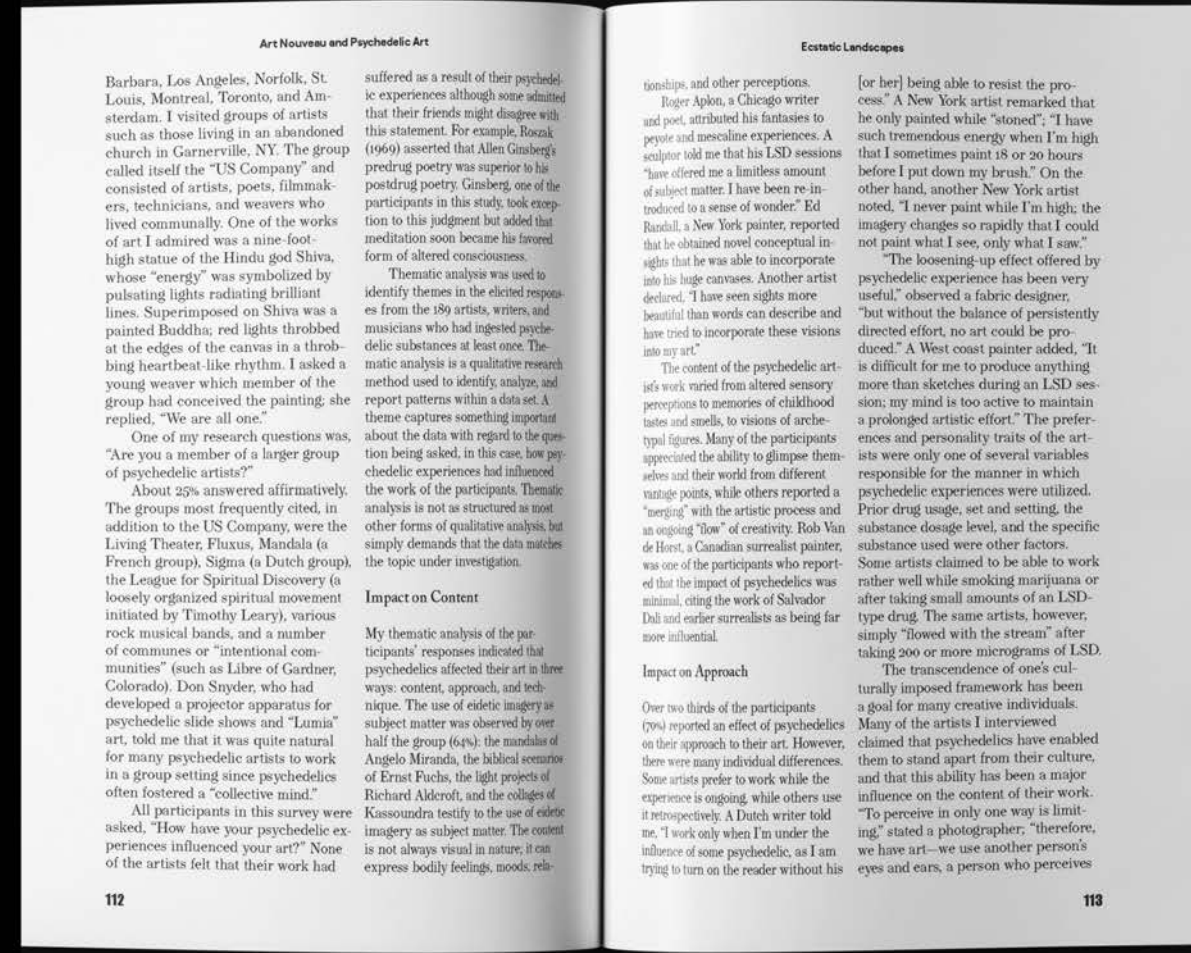 Art Nouveau and Psychedelic Art
Barbara, Los Angeles, Norfolk, St.
Louis, Montreal, Toronto, and Am-
sterdam. I visited groups of artists
such as those living in an abandoned
church in Garnerville, NY. The group
called itself the “US Company” and
consisted of artists, poets, filmmak-
ers, technicians, and weavers who
lived communally. One of the works
of art I admired was a nine-foot-
high statue of the Hindu god Shiva,
whose “energy” was symbolized by
pulsating lights radiating brilliant
lines. Superimposed on Shiva was a
painted Buddha; red lights throbbed
at the edges of the canvas in a throb-
bing heartbeat-like rhythm. I asked a
young weaver which member of the
group had conceived the painting; she
replied, “We are all one.”
One of my research questions was,
“Are you a member of a larger group
of psychedelic artists?”
About 25% answered affirmatively.
The groups most frequently cited, in
addition to the US Company, were the
Living Theater, Fluxus, Mandala (a
French group), Sigma (a Dutch group),
the League for Spiritual Discovery (a
loosely organized spiritual movement
initiated by Timothy Leary), various
rock musical bands, and a number
of communes or “intentional com-
munities” (such as Libre of Gardner,
Colorado). Don Snyder, who had
developed a projector apparatus for
psychedelic slide shows and “Lumia”
art, told me that it was quite natural
for many psychedelic artists to work
in a group setting since psychedelics
often fostered a “collective mind.”
All participants in this survey were
asked, “How have your psychedelic ex-
periences influenced your art?” None
of the artists felt that their work had
suffered as a result of their psychedel-
ic experiences although some admitted
that their friends might disagree with
this statement. For example, Roszak
(1969) asserted that Allen Ginsberg’s
predrug poetry was superior to his
postdrug poetry. Ginsberg, one of the
participants in this study, took excep-
tion to this judgment but added that
meditation soon became his favored
form of altered consciousness.
Thematic analysis was used to
identify themes in the elicited respons-
es from the 189 artists, writers, and
musicians who had ingested psyche-
delic substances at least once. The-
matic analysis is a qualitative research
method used to identify, analyze, and
report patterns within a data set. A
theme captures something important
about the data with regard to the ques-
tion being asked, in this case, how psy-
chedelic experiences had influenced
the work of the participants. Thematic
analysis is not as structured as most
other forms of qualitative analysis, but
simply demands that the data matches
the topic under investigation.
Impact on Content
My thematic analysis of the par-
ticipants’ responses indicated that
psychedelics affected their art in three
ways: content, approach, and tech-
nique. The use of eidetic imagery as
subject matter was observed by over
half the group (64%): the mandalas of
Angelo Miranda, the biblical scenarios
of Ernst Fuchs, the light projects of
Richard Aldcroft, and the collages of
Kassoundra testify to the use of eidetic
imagery as subject matter. The content
is not always visual in nature; it can
express bodily feelings, moods, rela-
112
Ecstatic Landscapes
tionships, and other perceptions.
Roger Aplon, a Chicago writer
and poet, attributed his fantasies to
peyote and mescaline experiences. A
sculptor told me that his LSD sessions
“have offered me a limitless amount
of subject matter. I have been re-in-
troduced to a sense of wonder.” Ed
Randall, a New York painter, reported
that he obtained novel conceptual in-
sights that he was able to incorporate
into his huge canvases. Another artist
declared, “I have seen sights more
beautiful than words can describe and
have tried to incorporate these visions
into my art.”
The content of the psychedelic art-
ist’s work varied from altered sensory
perceptions to memories of childhood
tastes and smells, to visions of arche-
typal figures. Many of the participants
appreciated the ability to glimpse them-
selves and their world from different
vantage points, while others reported a
“merging” with the artistic process and
an ongoing “flow” of creativity. Rob Van
de Horst, a Canadian surrealist painter,
was one of the participants who report-
ed that the impact of psychedelics was
minimal, citing the work of Salvador
Dali and earlier surrealists as being far
more influential.
Impact on Approach
Over two thirds of the participants
(70%) reported an effect of psychedelics
on their approach to their art. However,
there were many individual differences.
Some artists prefer to work while the
experience is ongoing, while others use
it retrospectively. A Dutch writer told
me, “I work only when I’m under the
influence of some psychedelic, as I am
trying to turn on the reader without his
[or her] being able to resist the pro-
cess.” A New York artist remarked that
he only painted while “stoned”; “I have
such tremendous energy when I’m high
that I sometimes paint 18 or 20 hours
before I put down my brush.” On the
other hand, another New York artist
noted, “I never paint while I’m high; the
imagery changes so rapidly that I could
not paint what I see, only what I saw.”
“The loosening-up effect offered by
psychedelic experience has been very
useful,” observed a fabric designer,
“but without the balance of persistently
directed effort, no art could be pro-
duced.” A West coast painter added, “It
is difficult for me to produce anything
more than sketches during an LSD ses-
sion; my mind is too active to maintain
a prolonged artistic effort.” The prefer-
ences and personality traits of the art-
ists were only one of several variables
responsible for the manner in which
psychedelic experiences were utilized.
Prior drug usage, set and setting, the
substance dosage level, and the specific
substance used were other factors.
Some artists claimed to be able to work
rather well while smoking marijuana or
after taking small amounts of an LSD-
type drug. The same artists, however,
simply “flowed with the stream” after
taking 200 or more micrograms of LSD.
The transcendence of one’s cul-
turally imposed framework has been
a goal for many creative individuals.
Many of the artists I interviewed
claimed that psychedelics have enabled
them to stand apart from their culture,
and that this ability has been a major
influence on the content of their work.
“To perceive in only one way is limit-
ing,” stated a photographer; “therefore,
we have art—we use another person’s
eyes and ears, a person who perceives
113